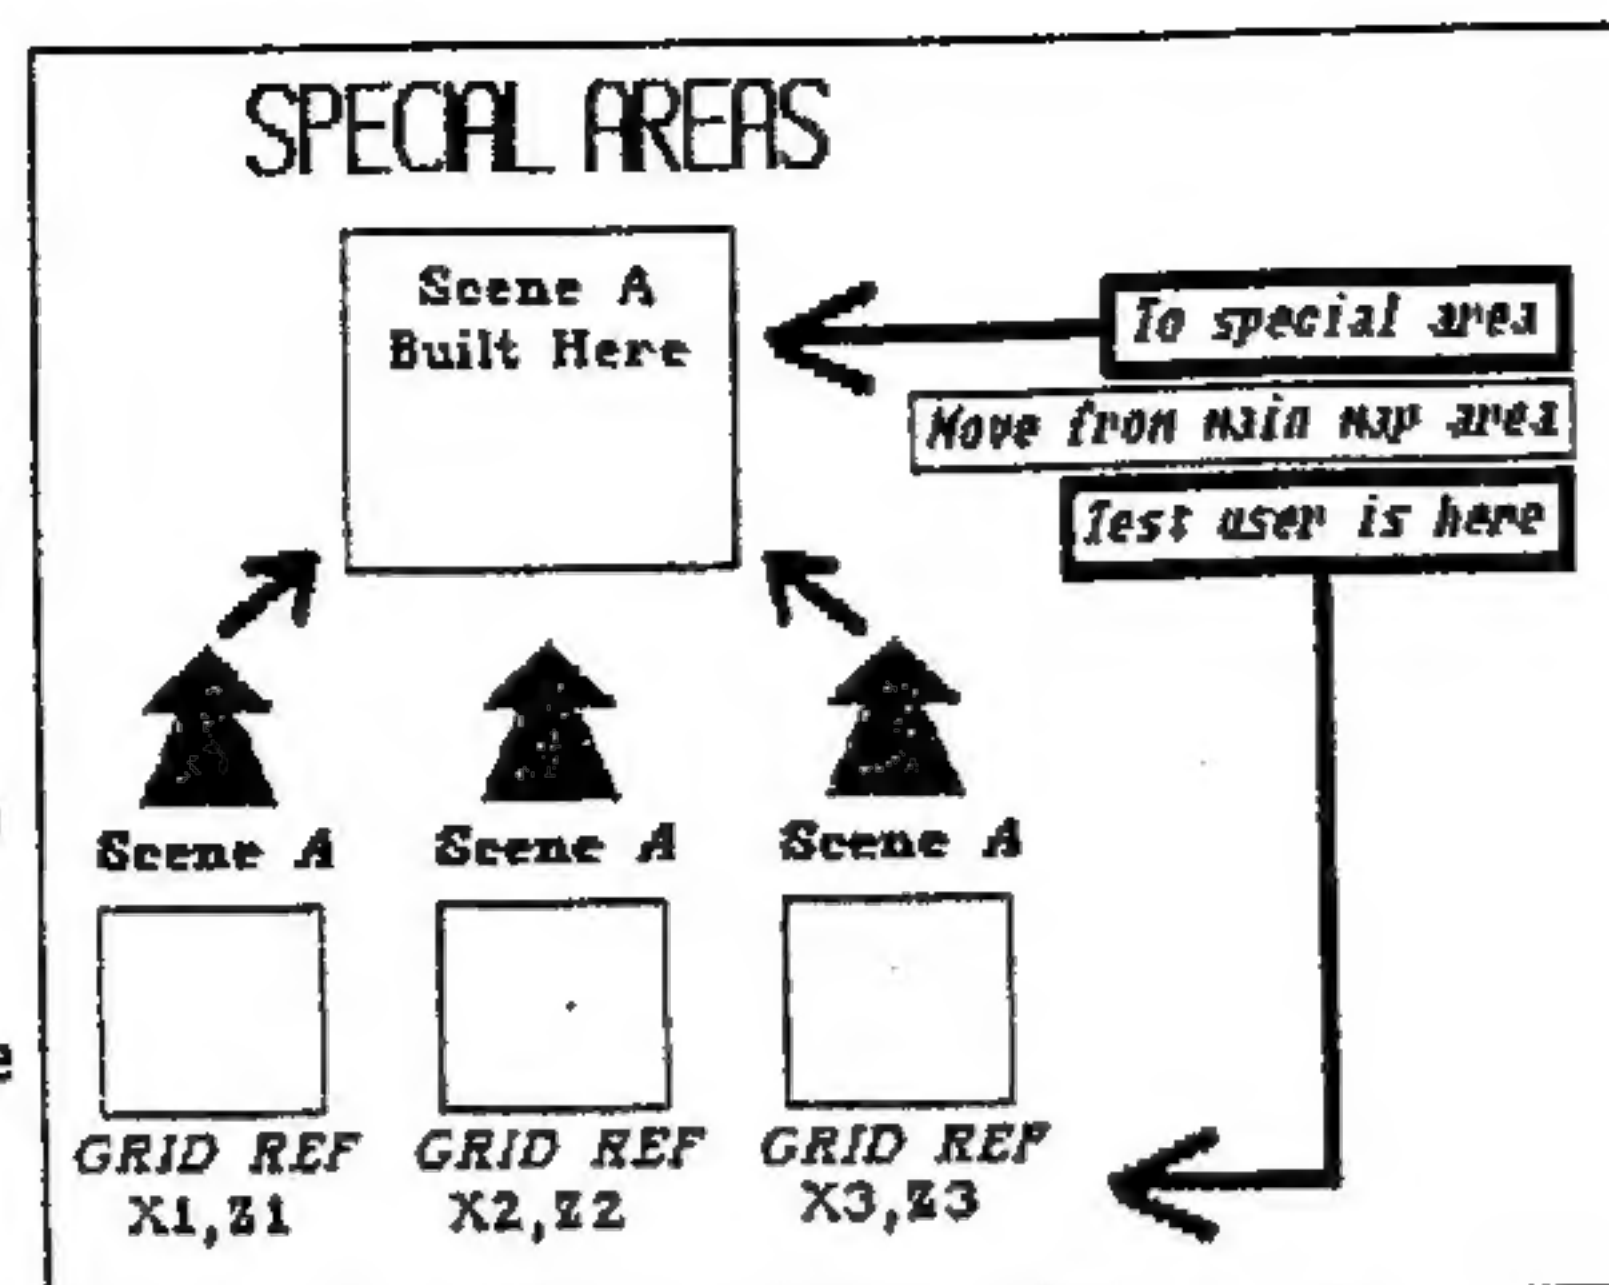 SPECIAL AREAS
Scene A
Built Here
To special area
Move from main map area
Test user is here
Scene A
Scene A
Scene A
GRID REF
X1,Z1
GRID REF
X2,Z2
GRID REF
X3,Z3